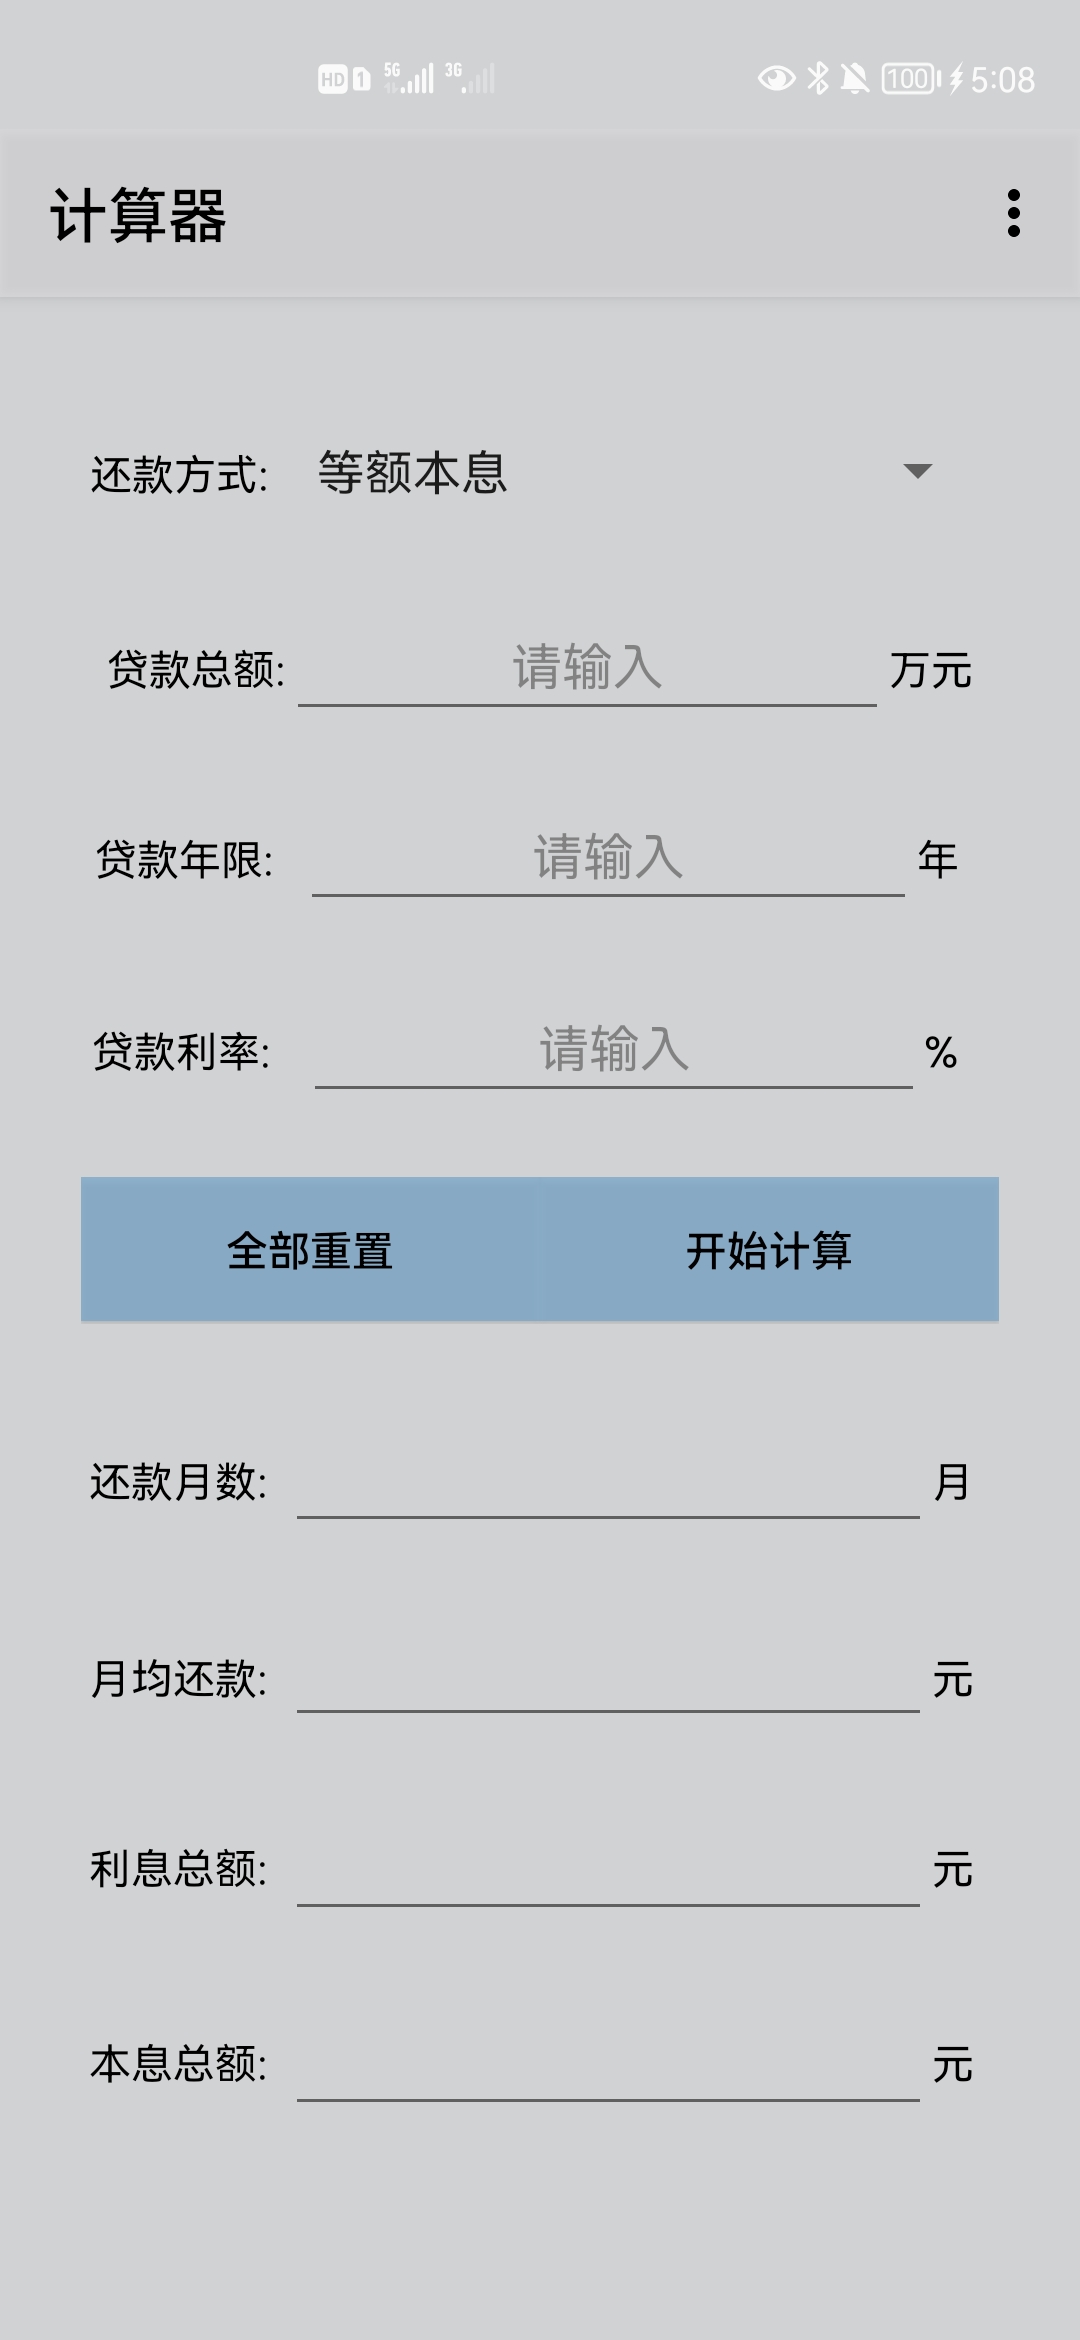 HD 1 5G 3G 100 5:08
计算器
还款方式: 等额本息
贷款总额: 请输入 万元
贷款年限: 请输入 年
贷款利率: 请输入 %
全部重置 开始计算
还款月数: 月
月均还款: 元
利息总额: 元
本息总额: 元